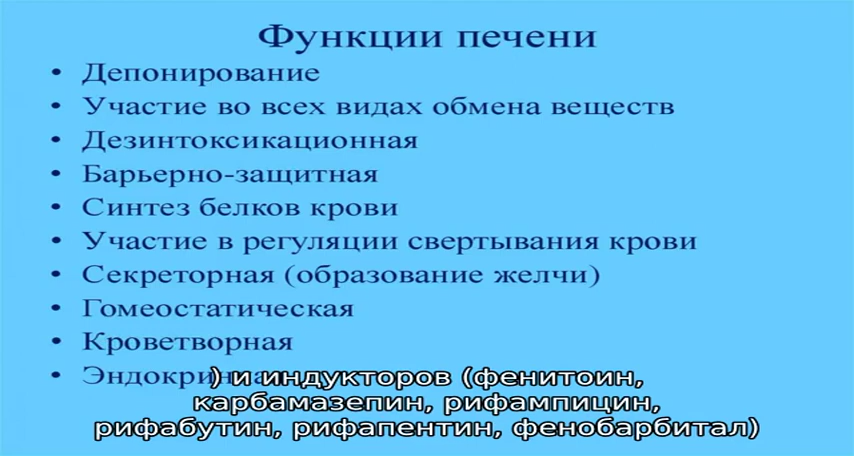 Функции печени
• Депонирование
• Участие во всех видах обмена веществ
• Дезинтоксикационная
• Барьерно-защитная
• Синтез белков крови
• Участие в регуляции свертывания крови
• Секреторная (образование желчи)
• Гомеостатическая
• Кроветворная
•
) и индукторов (фенитоин,
карбамазепин, рифампицин,
рифабутин, рифапентин, фенобарбитал)